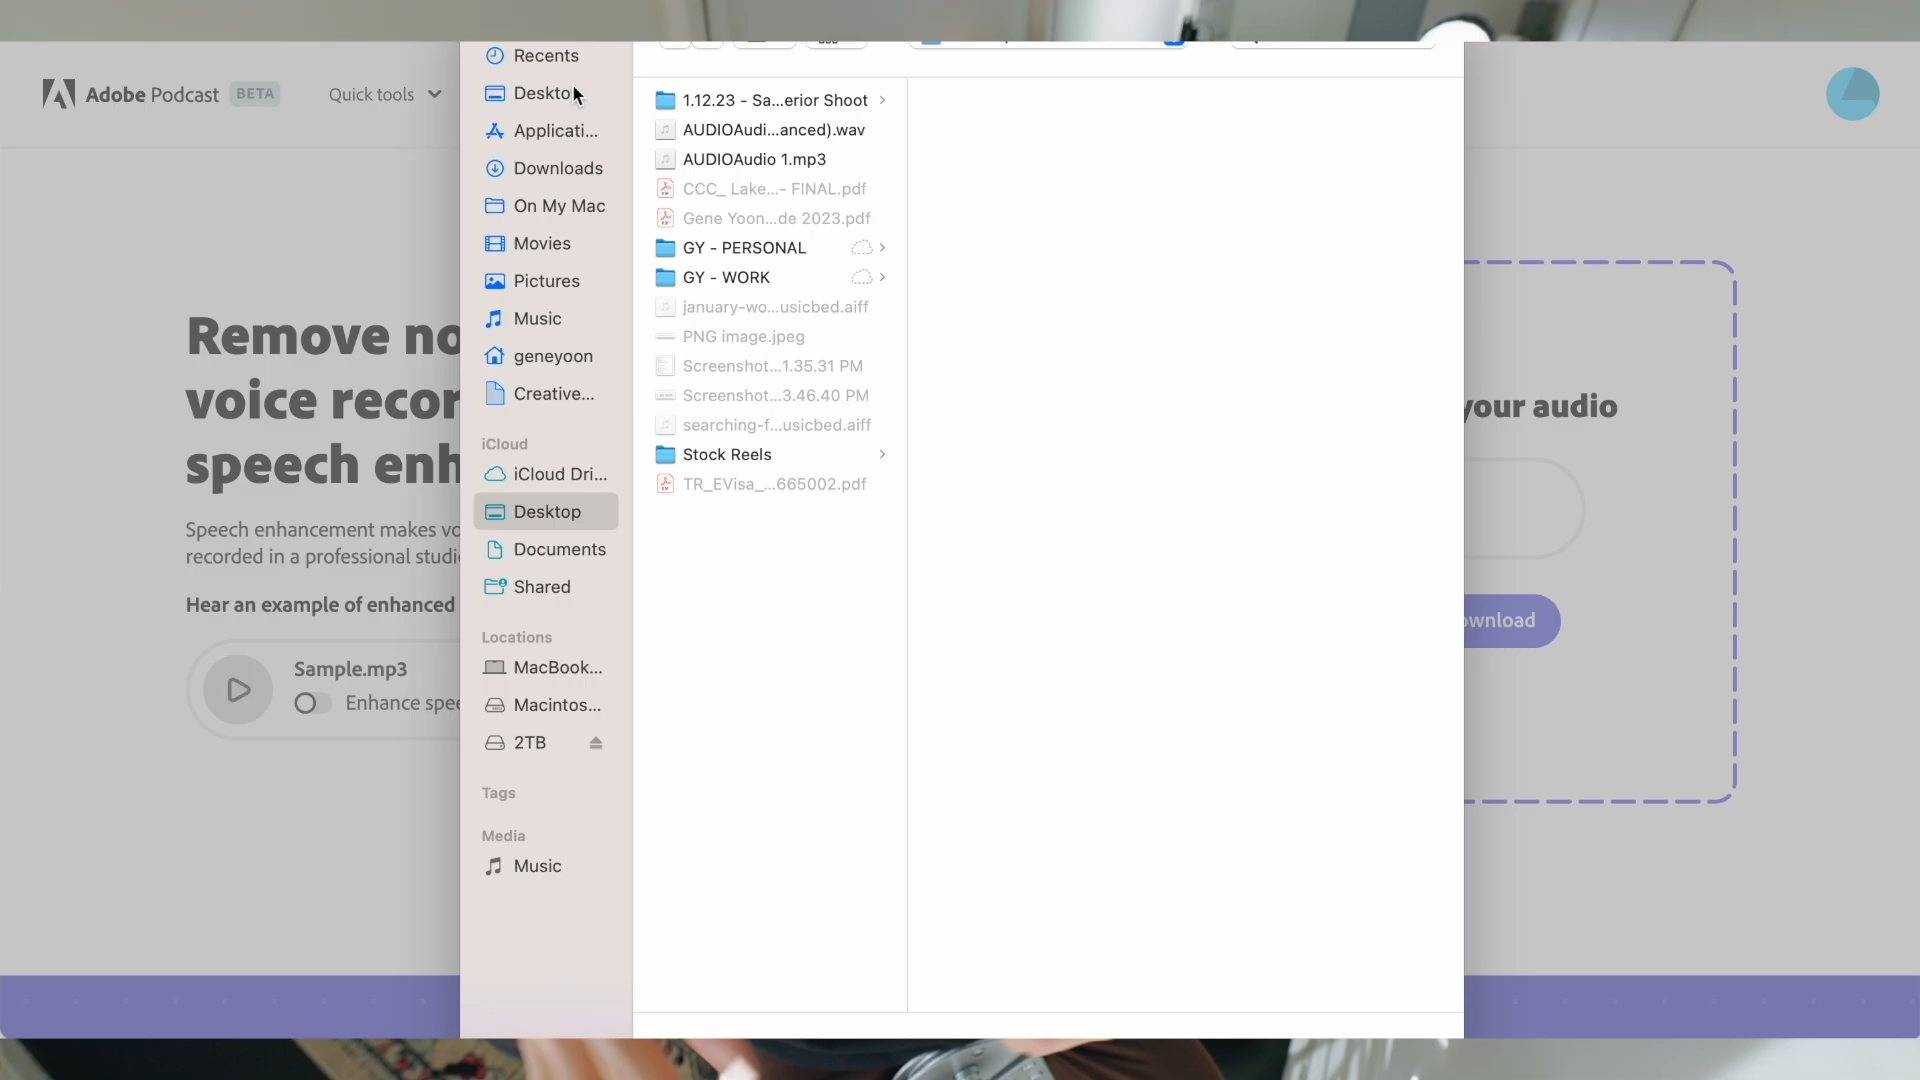 Adobe Podcast BETA
Quick tools
Remove no
voice recor
speech enh
Speech enhancement makes vo
recorded in a professional studi
Hear an example of enhanced
Sample.mp3
Enhance spee
Recents
Desktop
Applicati...
Downloads
On My Mac
Movies
Pictures
Music
geneyoon
Creative...
iCloud
iCloud Dri...
Desktop
Documents
Shared
Locations
MacBook...
Macintos...
2TB
Tags
Media
Music
1.12.23 - Sa...erior Shoot
AUDIOAudi...anced).wav
AUDIOAudio 1.mp3
CCC_ Lake...- FINAL.pdf
Gene Yoon...de 2023.pdf
GY - PERSONAL
GY - WORK
january-wo...usicbed.aiff
PNG image.jpeg
Screenshot...1.35.31 PM
Screenshot...3.46.40 PM
searching-f...usicbed.aiff
Stock Reels
TR_EVisa_...665002.pdf
your audio
ownload